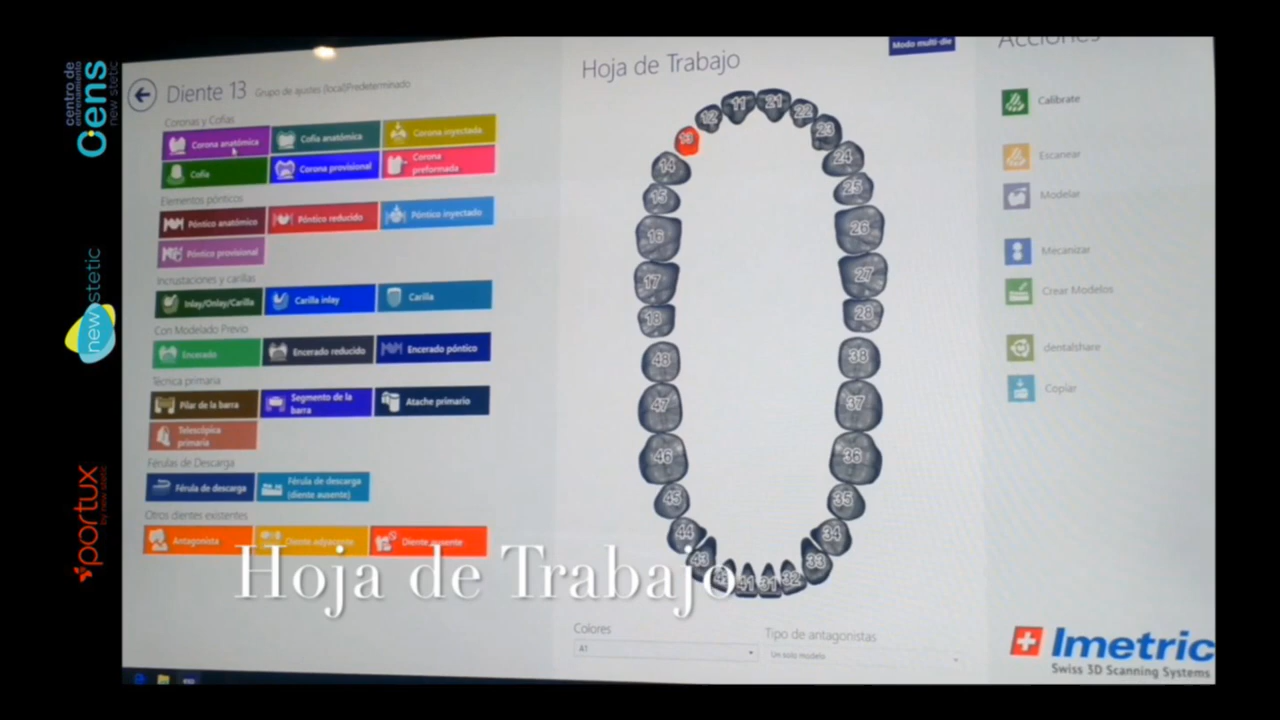 centro de
entrenamiento
cens
new stetic
newstetic
portux
by new stetic
Diente 13 Grupo de ajustes (local)Predeterminado
Coronas y Cofias
Corona anatómica
Cofia anatómica
Corona inyectada
Cofia
Corona provisional
Corona
preformada
Elementos pónticos
Póntico anatómico
Póntico reducido
Póntico inyectado
Póntico provisional
Incrustaciones y carillas
Inlay/Onlay/Carilla
Carilla inlay
Carilla
Con Modelado Previo
Encerado
Encerado reducido
Encerado póntico
Técnica primaria
Pilar de la barra
Segmento de la
barra
Atache primario
Telescópica
primaria
Férulas de Descarga
Férula de descarga
Férula de descarga
(diente ausente)
Otros dientes existentes
Antagonista
Diente adyacente
Diente ausente
Hoja de Trabajo
Hoja de Trabajo
Modo multi-die
11
21
12
22
13
23
14
24
15
25
16
26
17
27
18
28
48
38
47
37
46
36
45
35
44
34
43
33
41
31
32
Colores
A1
Tipo de antagonistas
Un solo modelo
Acciones
Calibrate
Escanear
Modelar
Mecanizar
Crear Modelos
dentalshare
Copiar
Imetric
Swiss 3D Scanning Systems